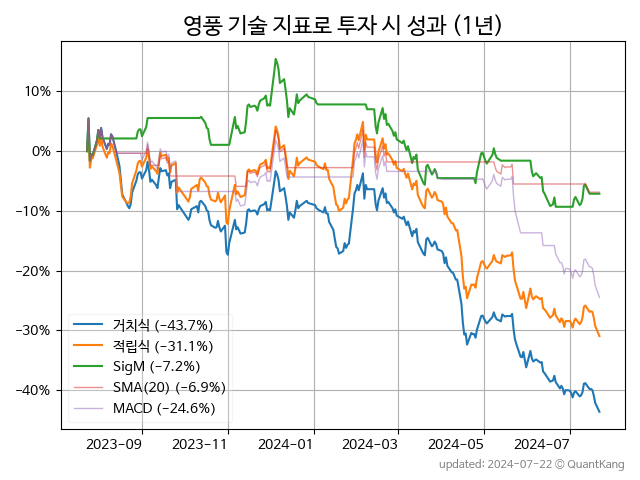 영풍 기술 지표로 투자 시 성과 (1년)
10%
0%
−10%
−20%
−30%
−40%
거치식 (−43.7%)
적립식 (−31.1%)
SigM (−7.2%)
SMA(20) (−6.9%)
MACD (−24.6%)
2023-09
2023-11
2024-01
2024-03
2024-05
2024-07
updated: 2024-07-22 © QuantKang